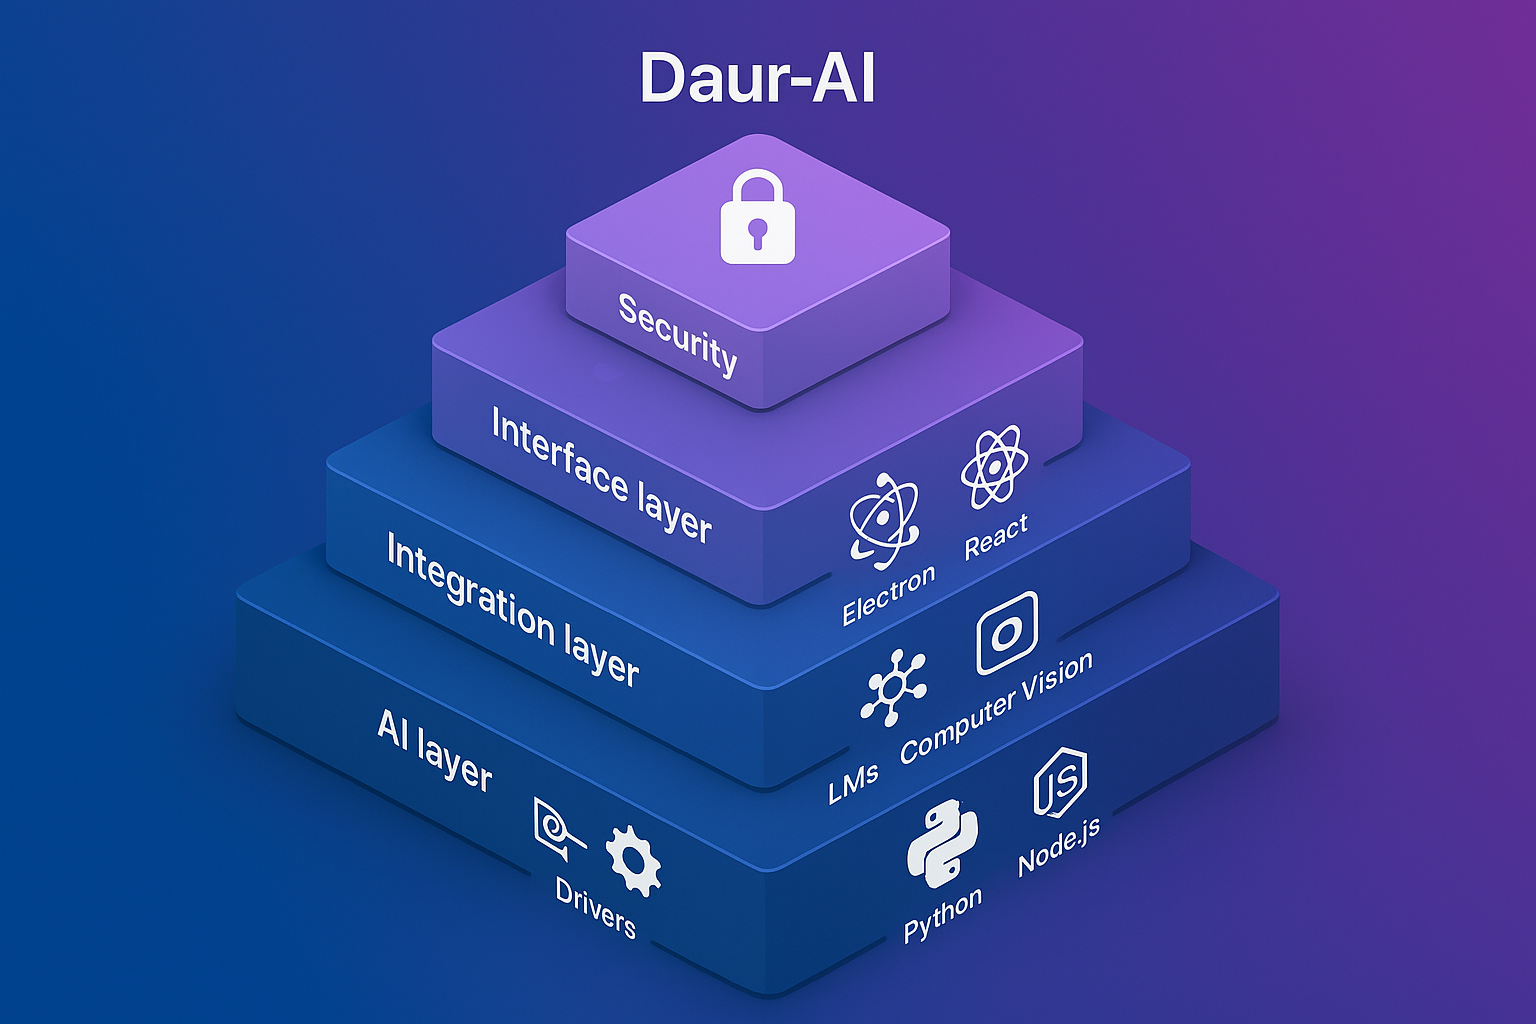 Daur-AI
Security
Interface layer
Electron
React
Integration layer
LMs
Computer Vision
AI layer
Drivers
Python
JS
Node.js